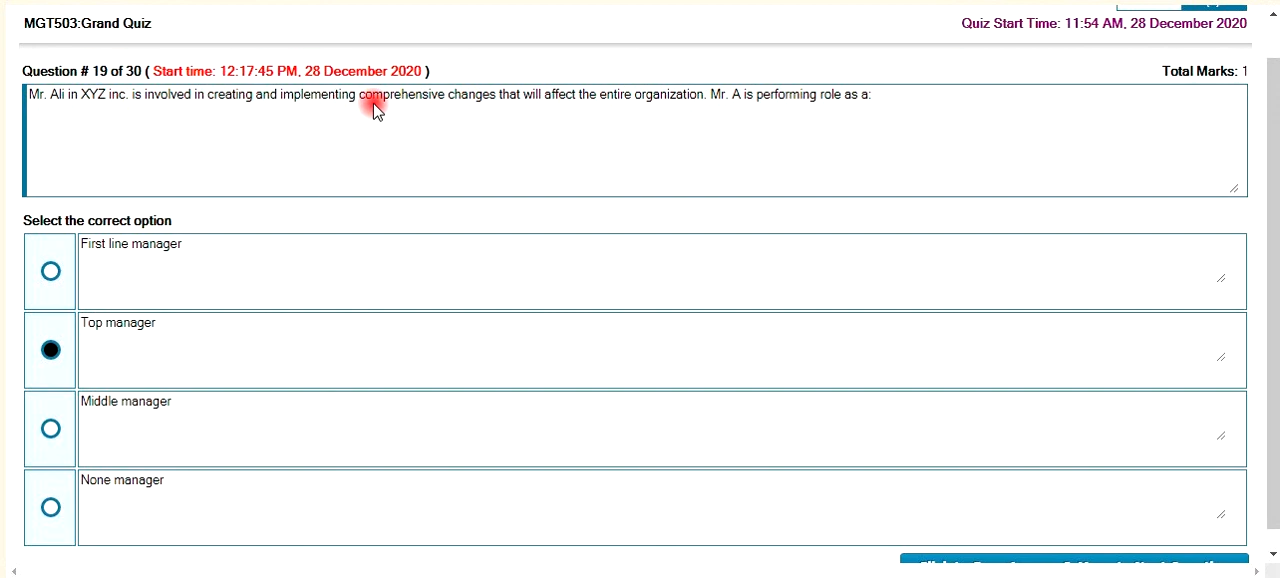 MGT503:Grand Quiz
Quiz Start Time: 11:54 AM, 28 December 2020
Question # 19 of 30 ( Start time: 12:17:45 PM, 28 December 2020 )
Total Marks: 1
Mr. Ali in XYZ inc. is involved in creating and implementing comprehensive changes that will affect the entire organization. Mr. A is performing role as a:
Select the correct option
First line manager
Top manager
Middle manager
None manager